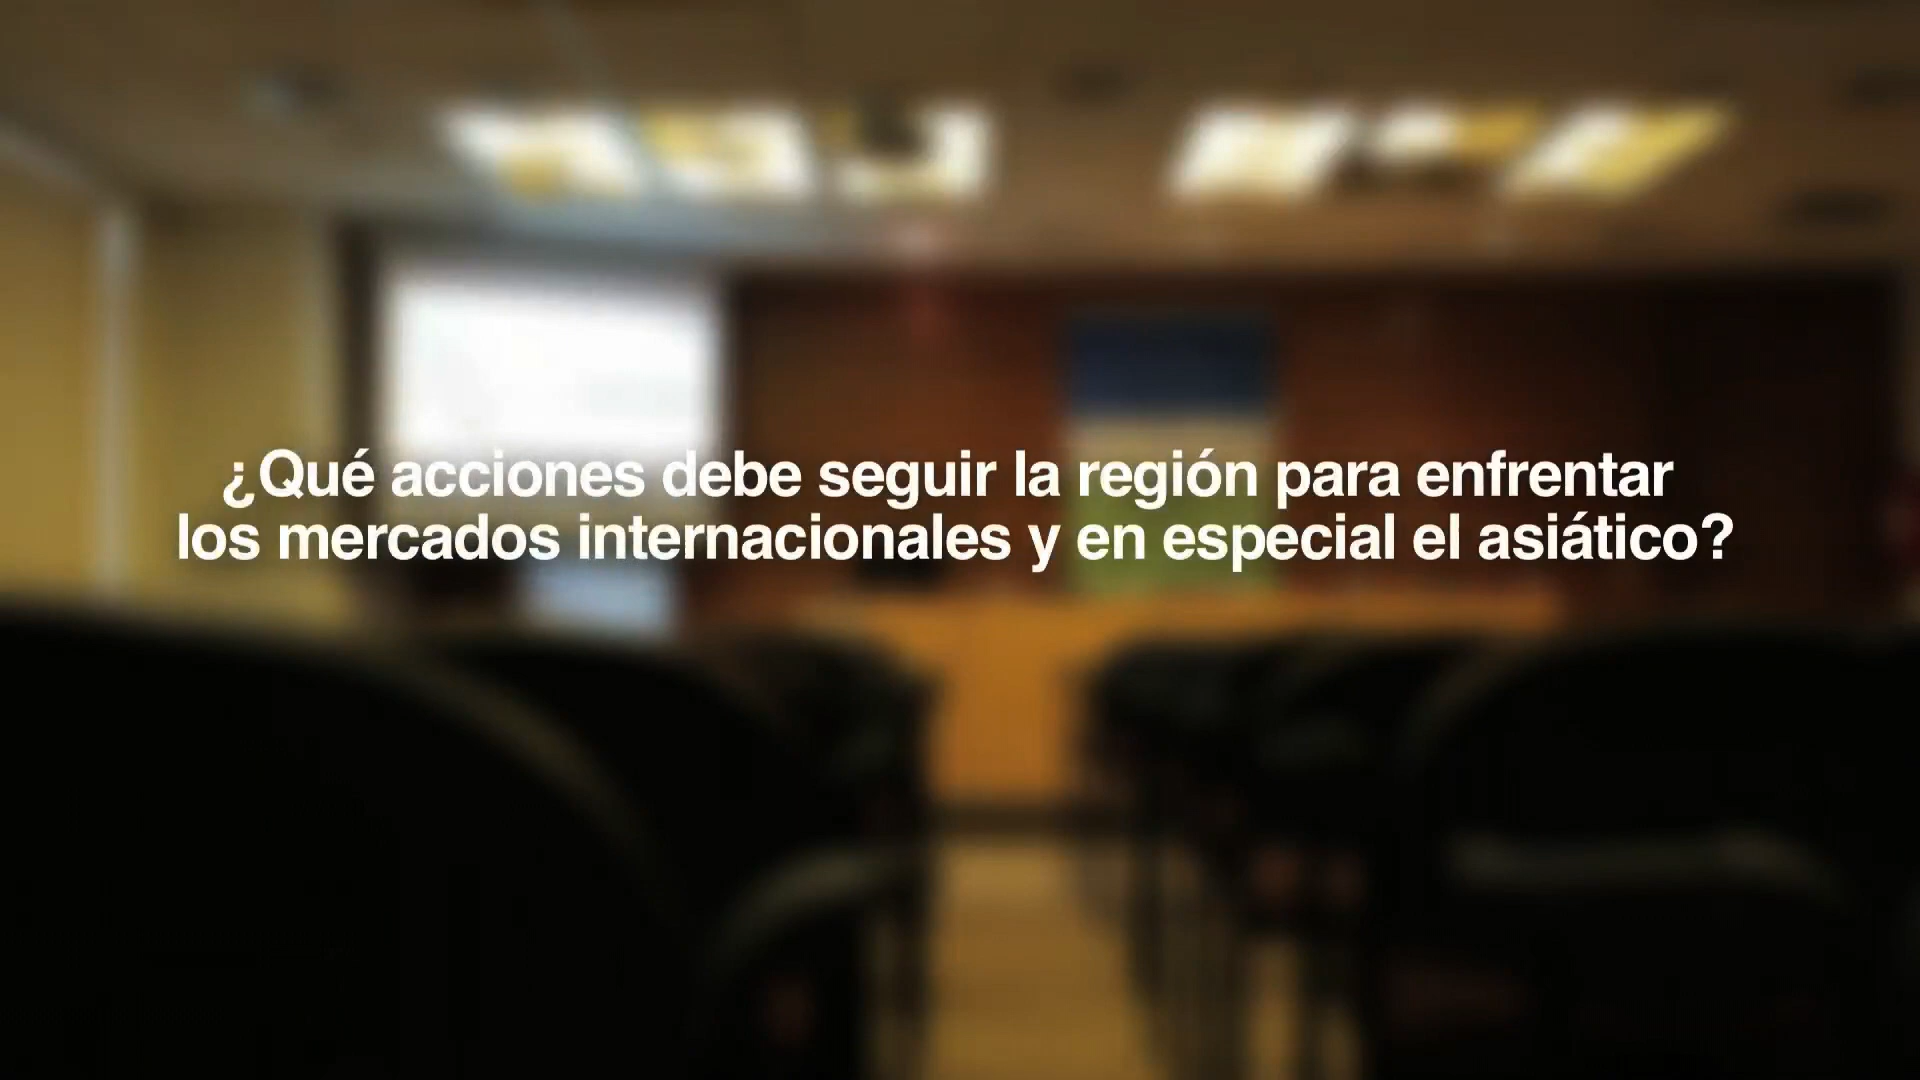 ¿Qué acciones debe seguir la región para enfrentar
los mercados internacionales y en especial el asiático?